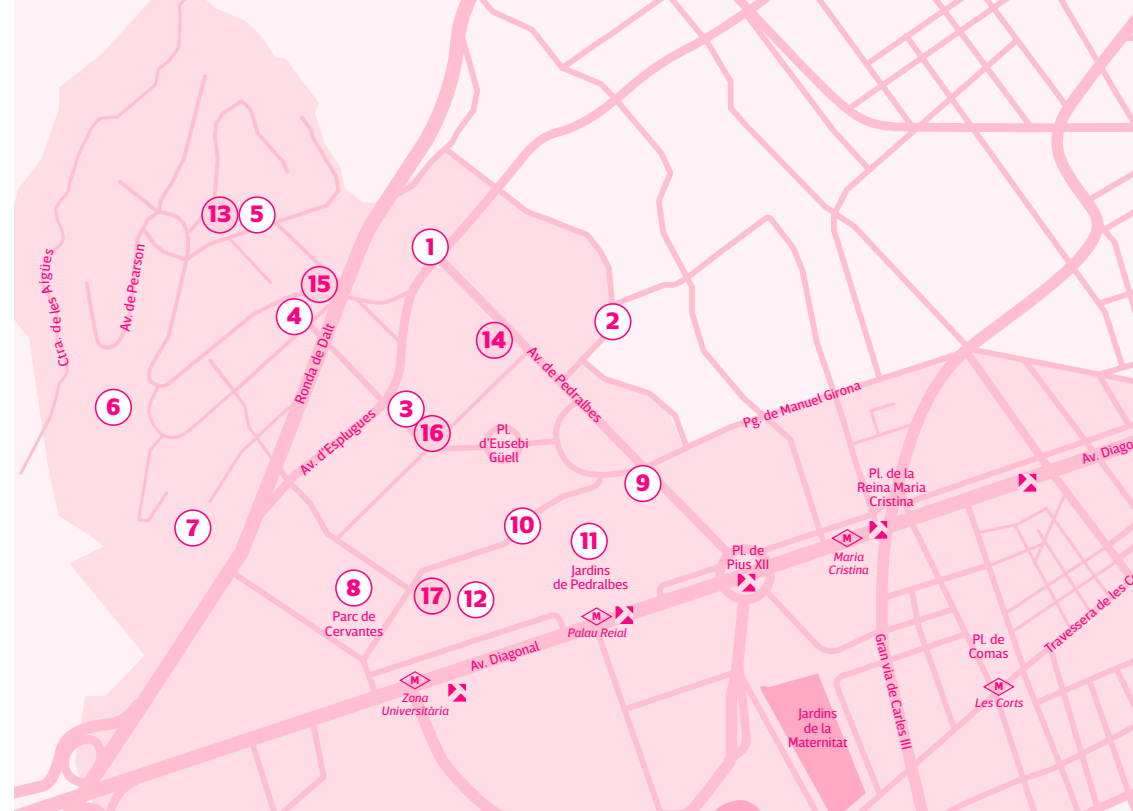 13
5
1
Ctra. de les Aigües
Av. de Pearson
15
4
2
14
Ronda de Dalt
Av. de Pedralbes
6
3
16
Av. d'Esplugues
Pl.
d'Eusebi
Güell
Pg. de Manuel Girona
Av. Diago
9
Pl. de la
Reina Maria
Cristina
7
10
11
Jardins
de Pedralbes
M
Maria
Cristina
Pl. de
Pius XII
8
Parc de
Cervantes
17
12
M
Palau Reial
Travessera de les Co
Av. Diagonal
Gran via de Carles III
Pl. de
Comas
M
Zona
Universitària
M
Les Corts
Jardins
de la
Maternitat